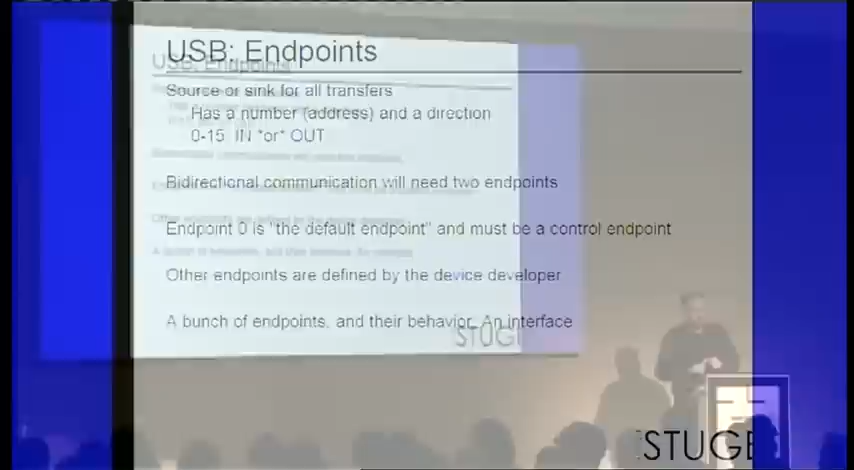 USB: Endpoints
Source or sink for all transfers
Has a number (address) and a direction
0-15 IN *or* OUT
Bidirectional communication will need two endpoints
Endpoint 0 is "the default endpoint" and must be a control endpoint
Other endpoints are defined by the device developer
A bunch of endpoints, and their behavior: An interface
STUGE
USB: Endpoints
STUGE